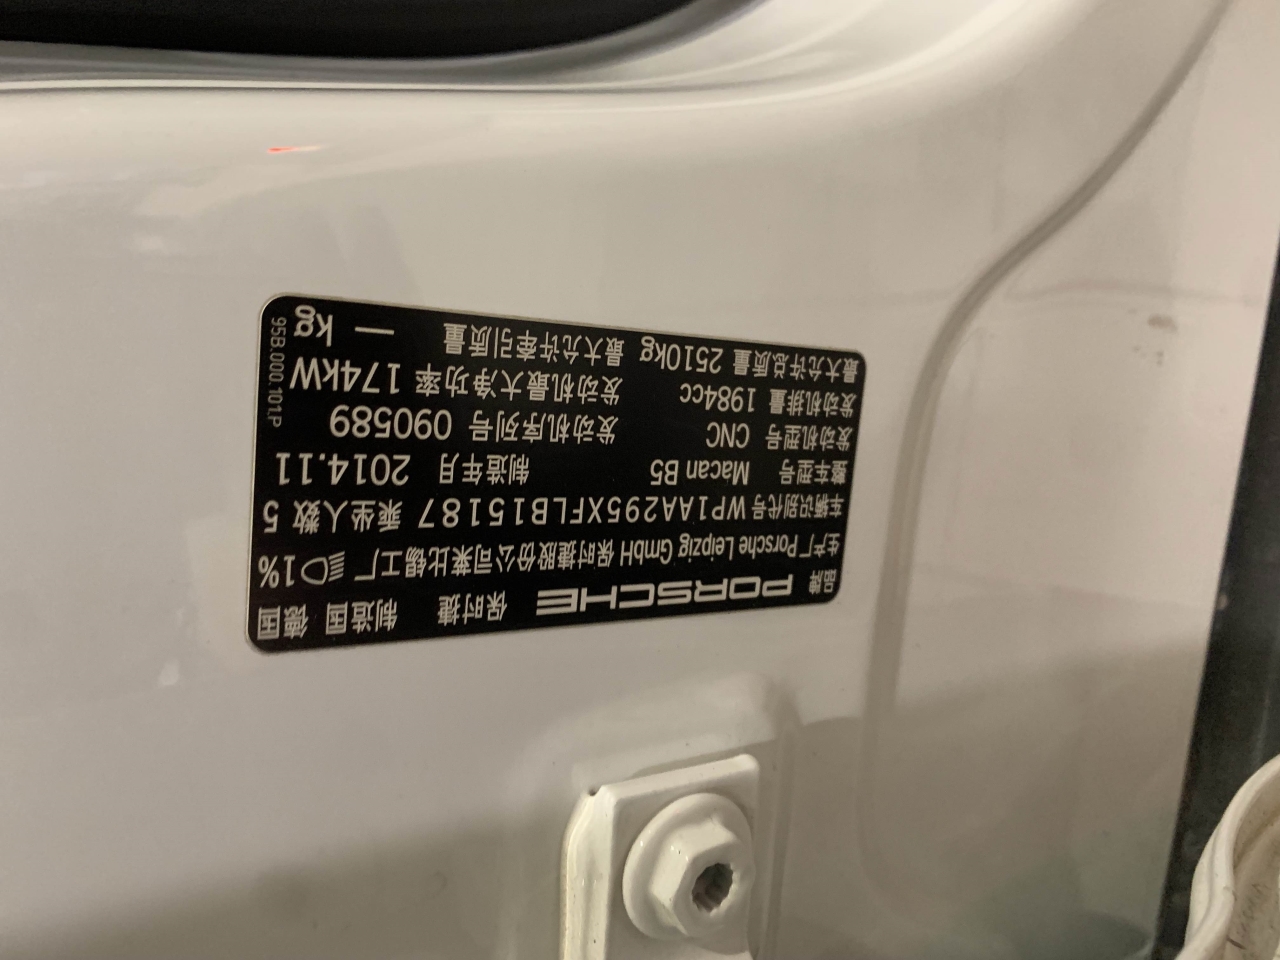 品牌 PORSCHE 保时捷 制造国 德国
生产厂 Porsche Leipzig GmbH 保时捷股份公司莱比锡工厂 1%
车辆识别代号 WP1AA295XFLB15187 乘坐人数 5
整车型号 Macan B5 制造年月 2014.11
发动机型号 CNC 发动机序列号 090589
发动机排量 1984cc 发动机最大净功率 174kW
最大允许总质量 2510kg 最大允许牵引质量 — kg
95B.000.101.P